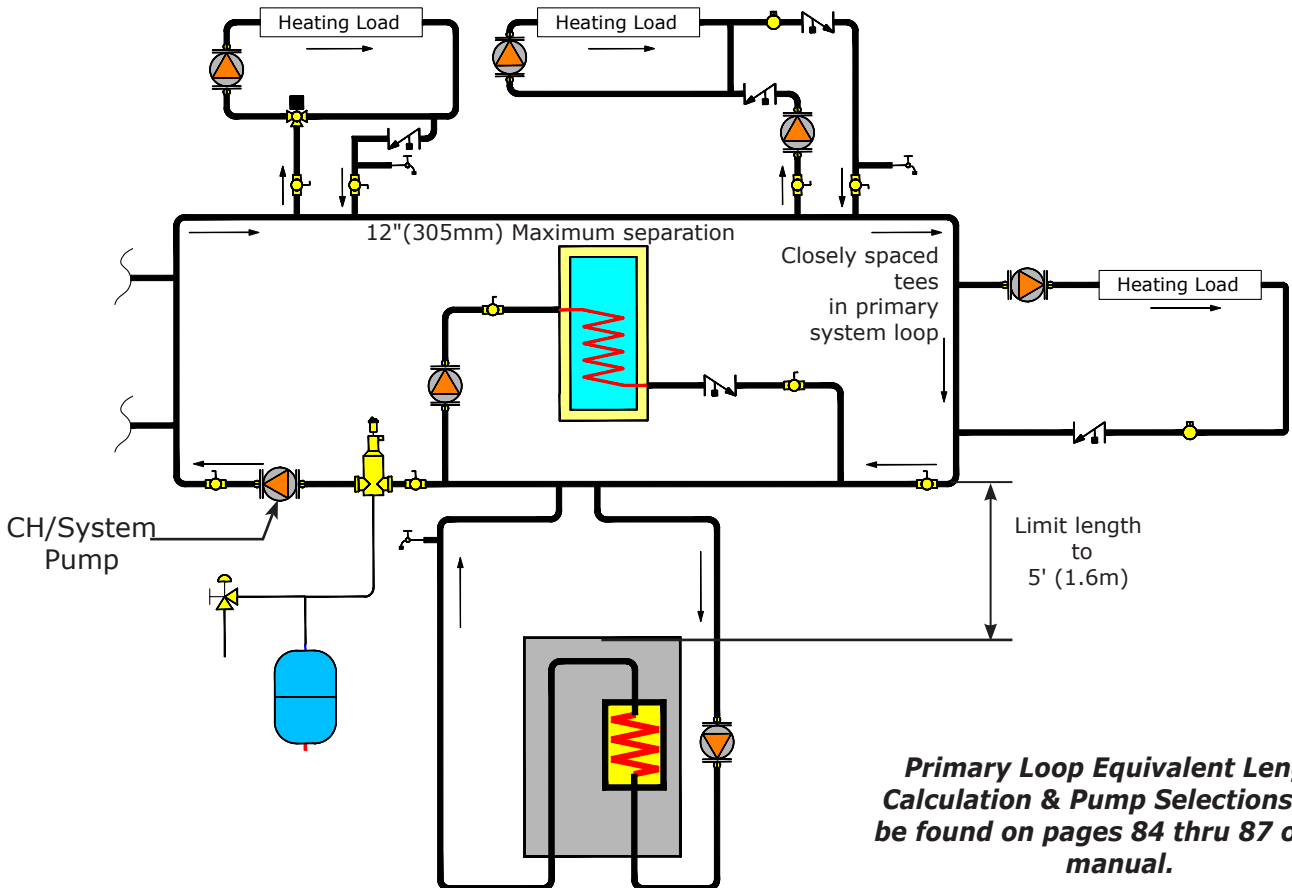 Heating Load
Heating Load
12"(305mm) Maximum separation
Closely spaced
tees
in primary
system loop
Heating Load
CH/System
Pump
Limit length
to
5' (1.6m)
Primary Loop Equivalent
Calculation & Pump Selections
be found on pages 84 thru 87
manual.